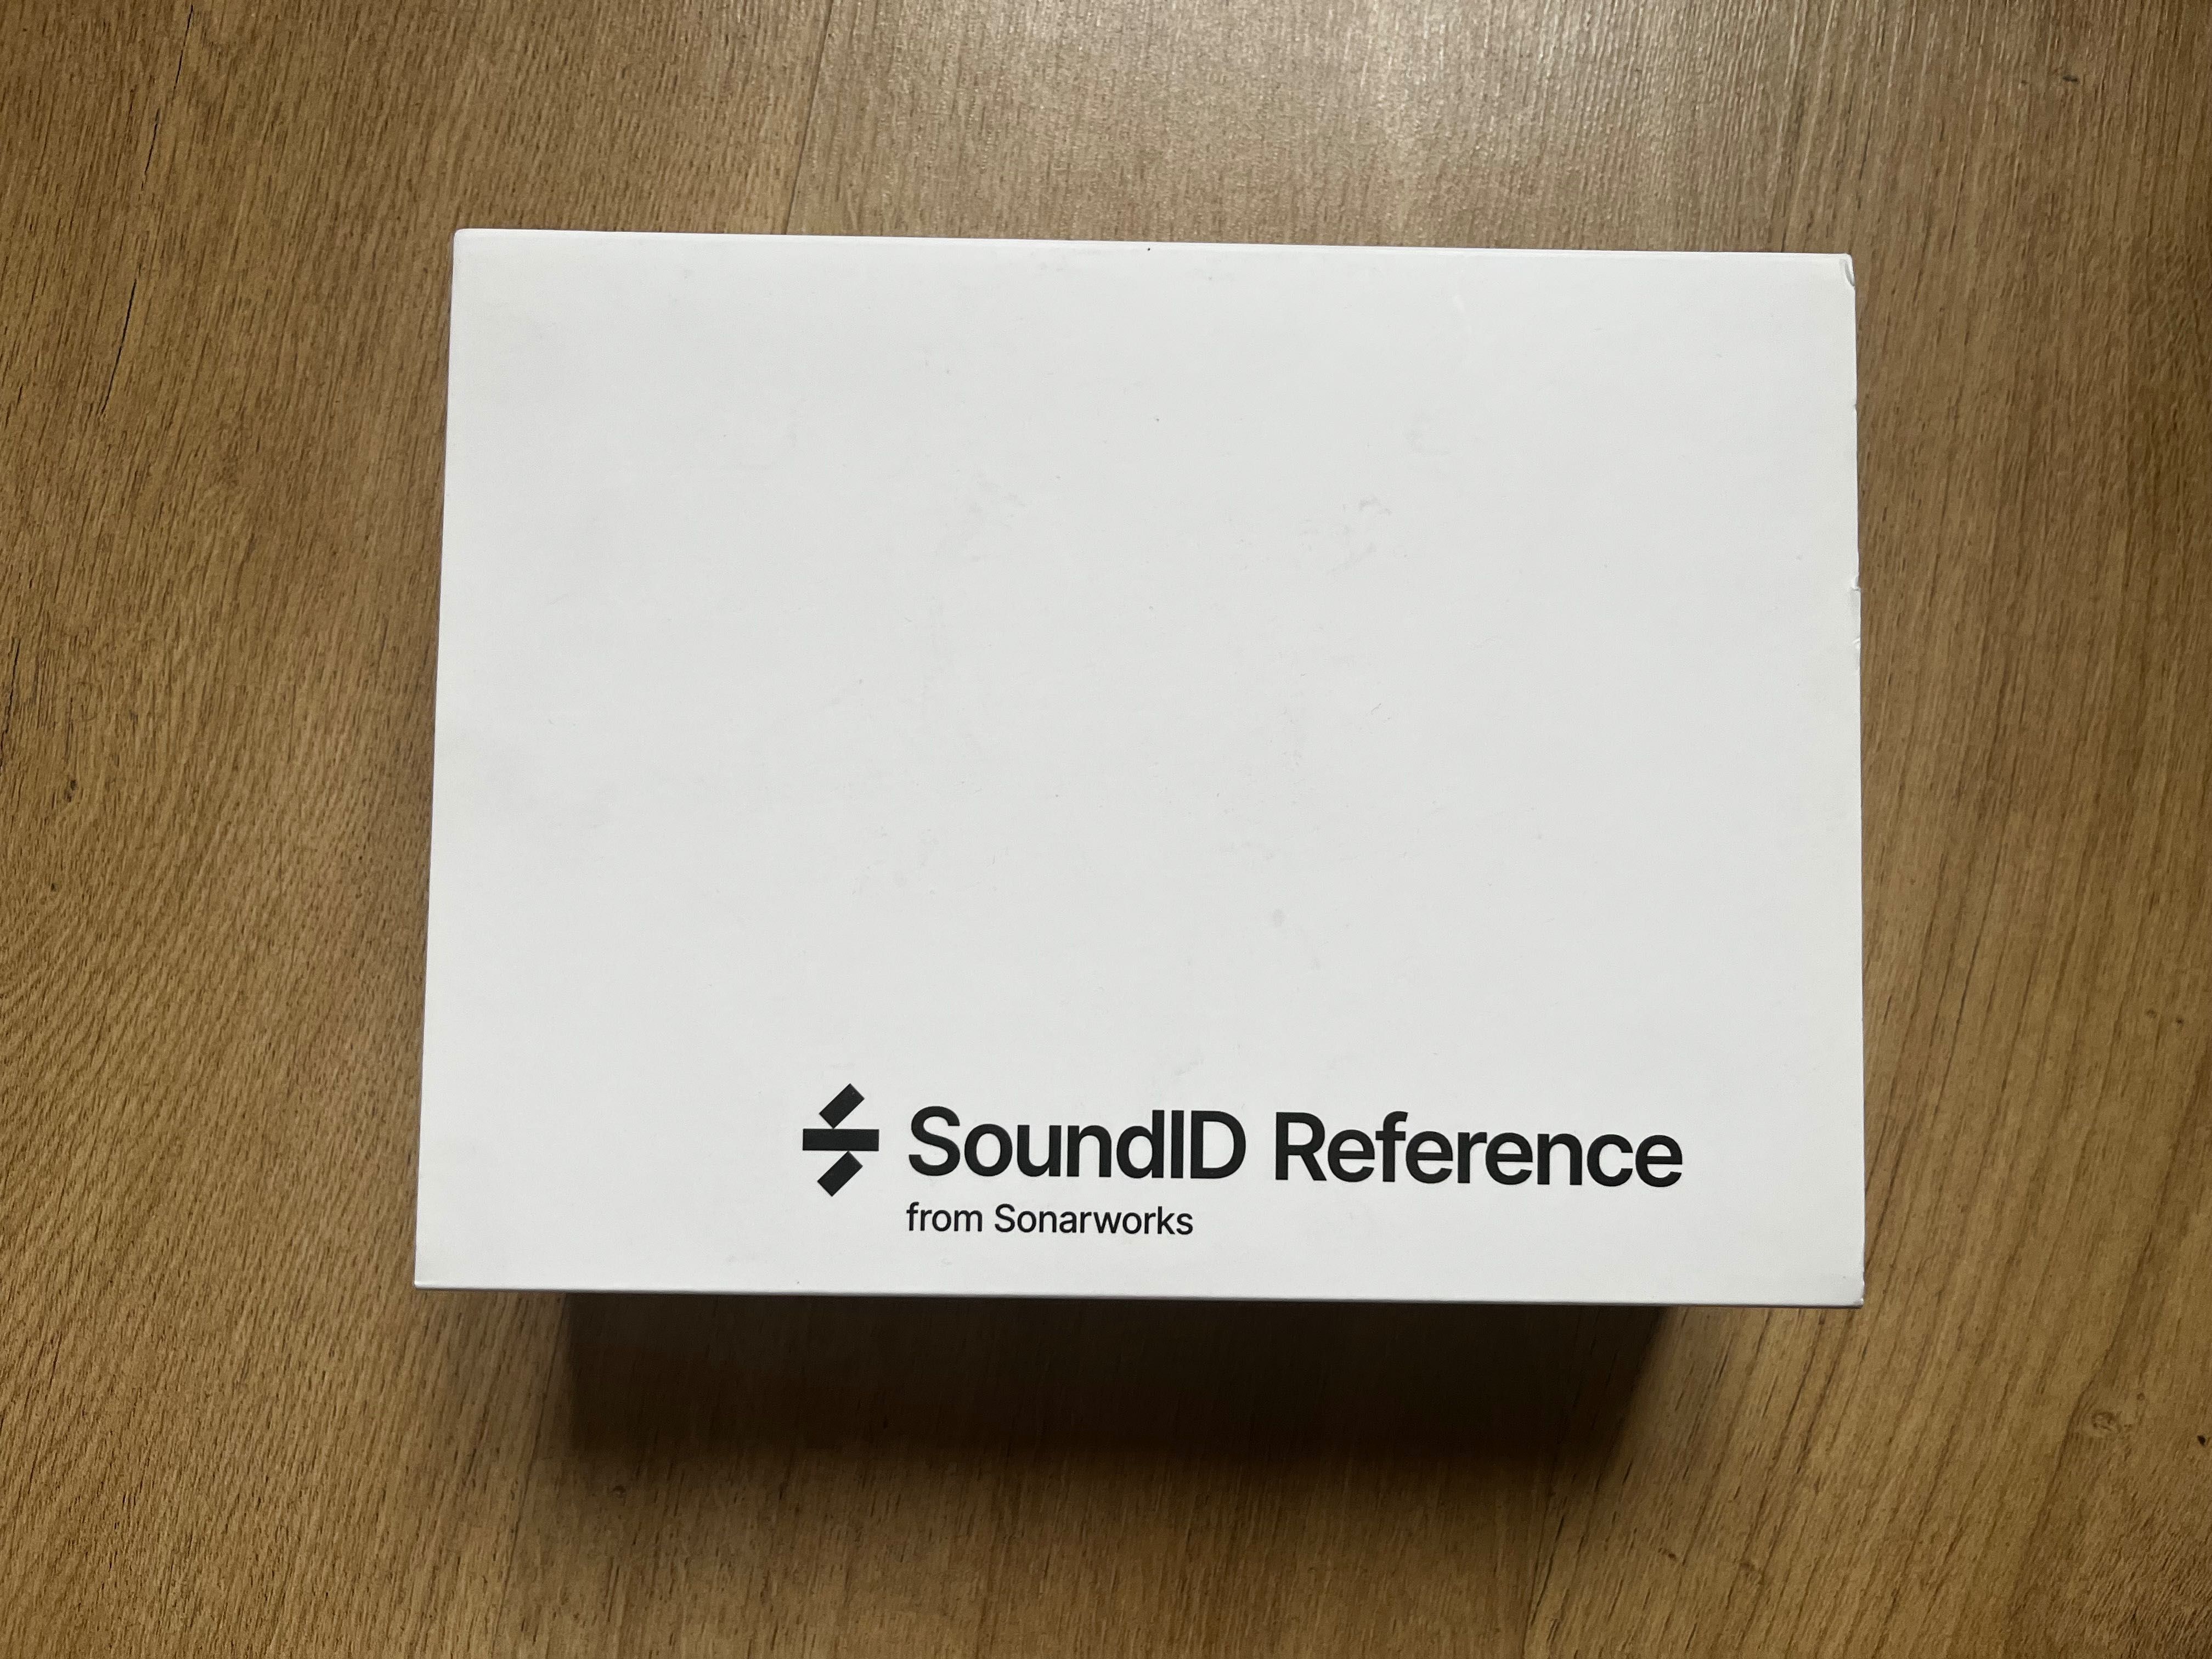 SoundID Reference
from Sonarworks